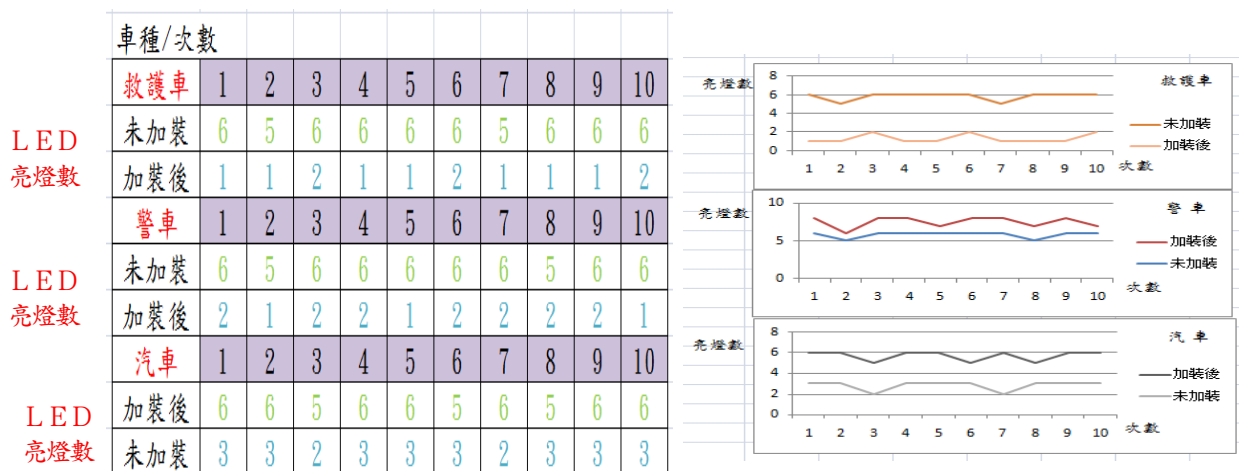 車種/次數
救護車 1 2 3 4 5 6 7 8 9 10
未加裝 6 5 6 6 6 6 5 6 6 6
加裝後 1 1 2 1 1 2 1 1 1 2
LED
亮燈數
警車 1 2 3 4 5 6 7 8 9 10
未加裝 6 5 6 6 6 6 6 5 6 6
加裝後 2 1 2 2 1 2 2 2 2 1
LED
亮燈數
汽車 1 2 3 4 5 6 7 8 9 10
加裝後 6 6 5 6 6 5 6 5 6 6
未加裝 3 3 2 3 3 3 2 3 3 3
LED
亮燈數
亮燈數
救護車
8
6
4
2
0
未加裝
加裝後
1 2 3 4 5 6 7 8 9 10
次數
亮燈數
警車
10
5
0
加裝後
未加裝
1 2 3 4 5 6 7 8 9 10
次數
亮燈數
汽車
8
6
4
2
0
加裝後
未加裝
1 2 3 4 5 6 7 8 9 10
次數